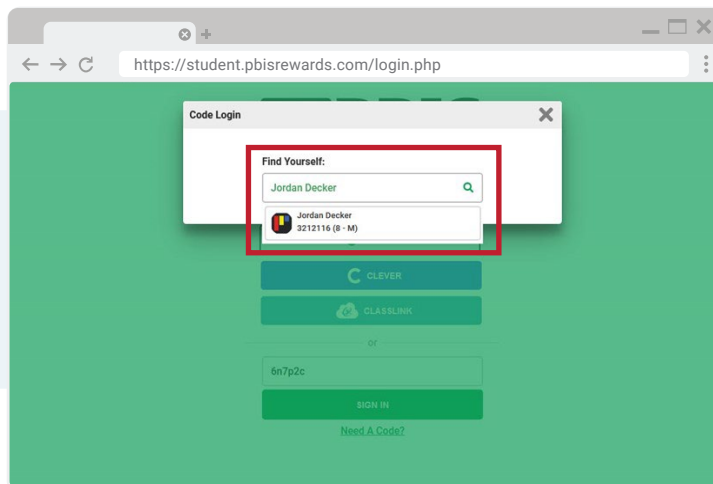 https://student.pbisrewards.com/login.php
Code Login
Find Yourself:
Jordan Decker
Jordan Decker
3212116 (8 - M)
CLEVER
CLASSLINK
or
6n7p2c
SIGN IN
Need A Code?